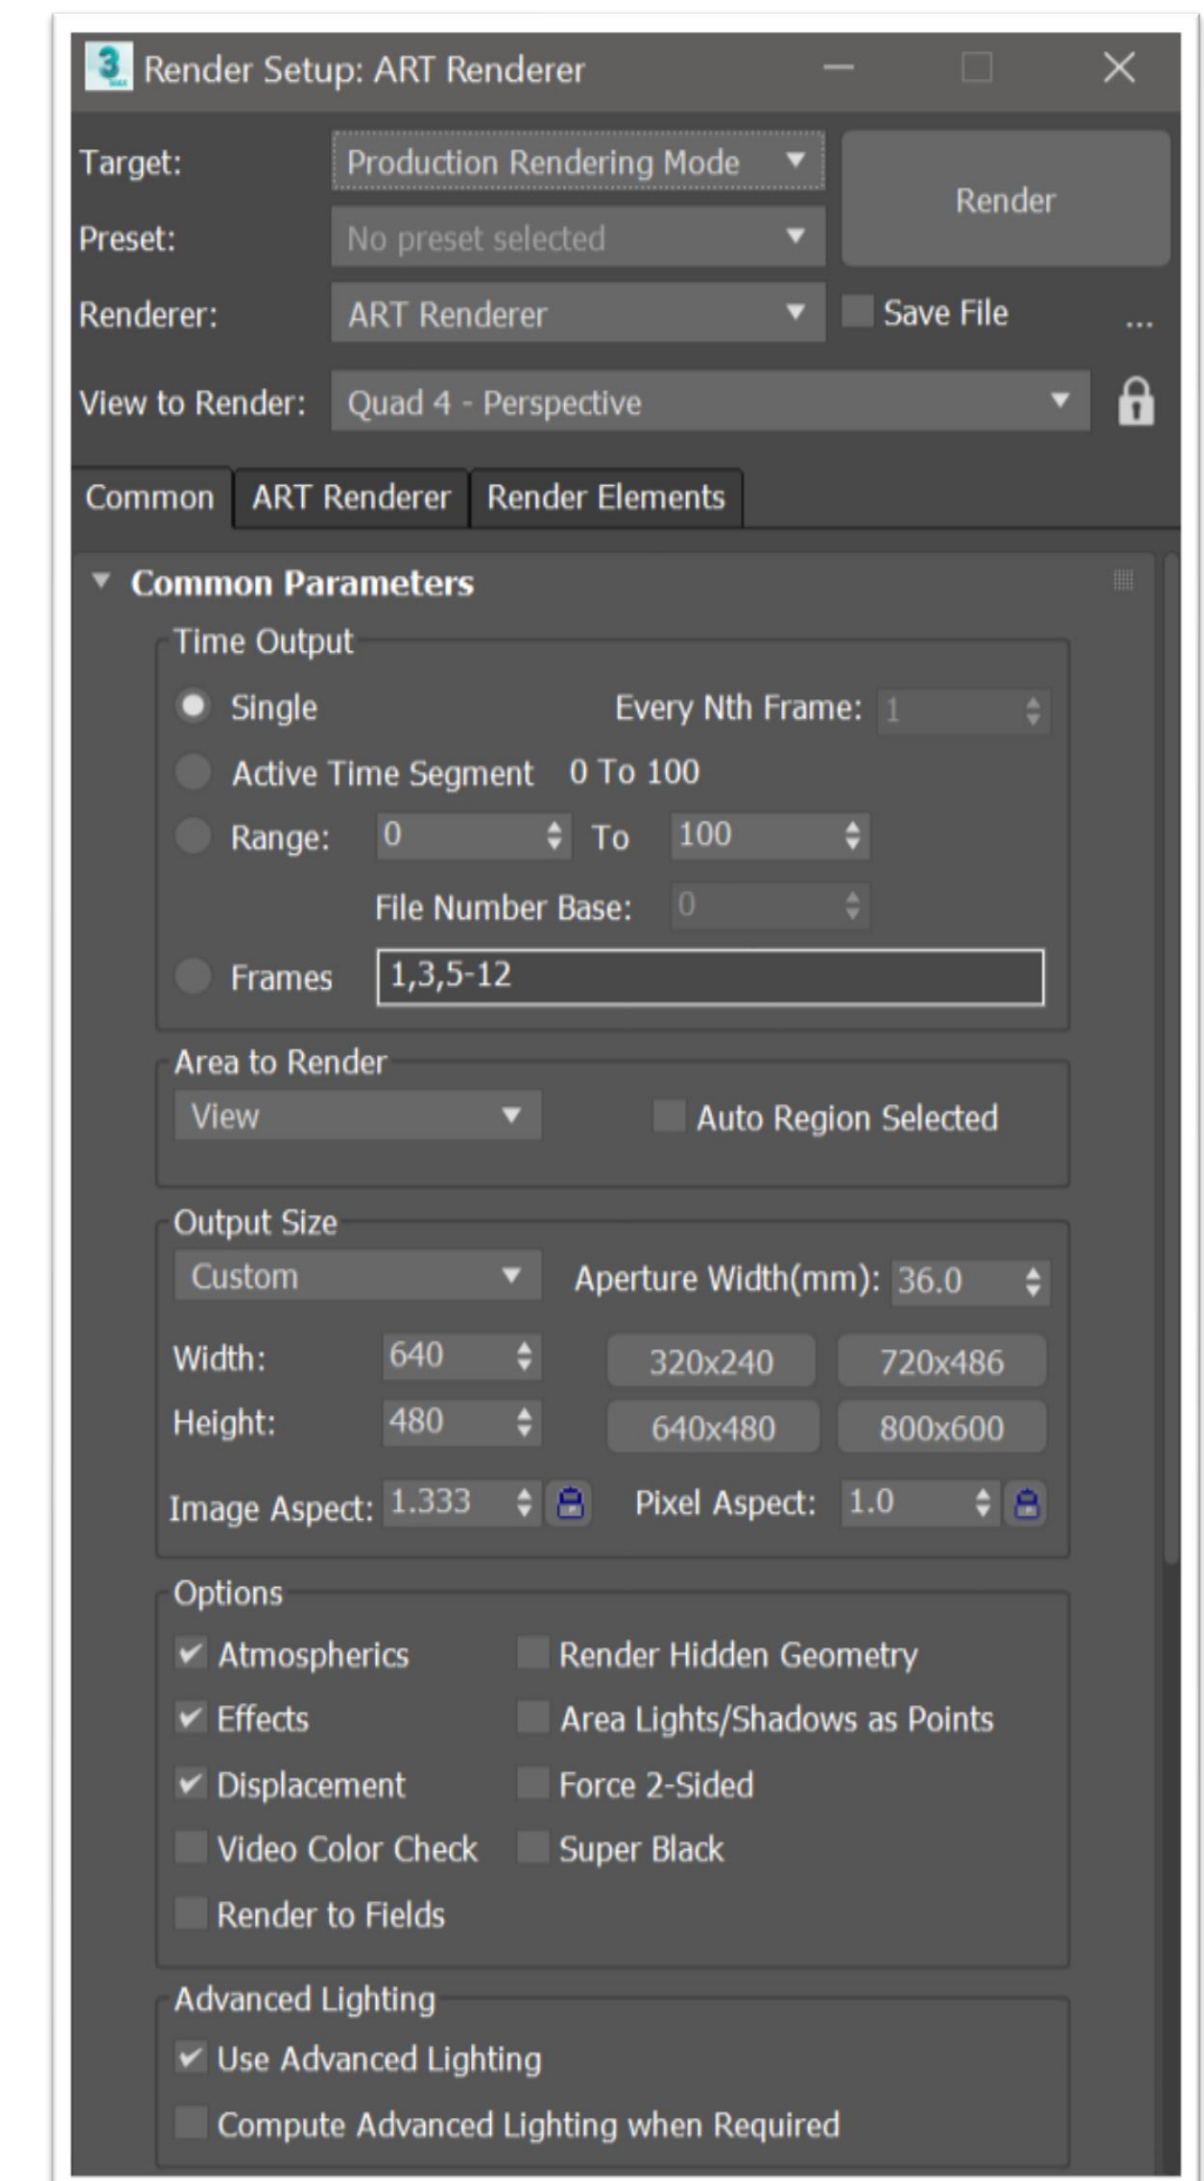 3
MAX
Render Setup: ART Renderer
Target: Production Rendering Mode
Render
Preset: No preset selected
Renderer: ART Renderer
Save File ...
View to Render: Quad 4 - Perspective
Common ART Renderer Render Elements
Common Parameters
Time Output
Single Every Nth Frame: 1
Active Time Segment 0 To 100
Range: 0 To 100
File Number Base: 0
Frames 1,3,5-12
Area to Render
View Auto Region Selected
Output Size
Custom Aperture Width(mm): 36.0
Width: 640 320x240 720x486
Height: 480 640x480 800x600
Image Aspect: 1.333 Pixel Aspect: 1.0
Options
Atmospherics Render Hidden Geometry
Effects Area Lights/Shadows as Points
Displacement Force 2-Sided
Video Color Check Super Black
Render to Fields
Advanced Lighting
Use Advanced Lighting
Compute Advanced Lighting when Required